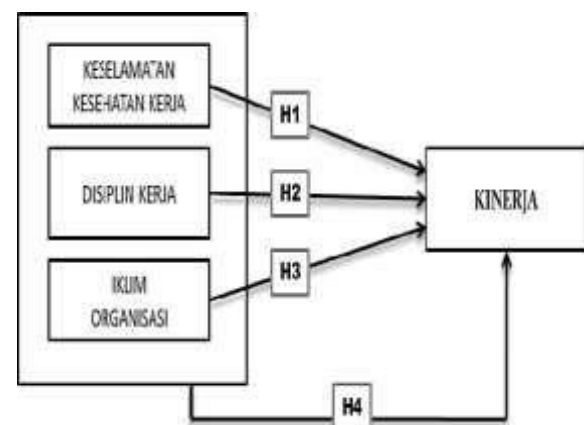 KESELAMATAN
KESEHATAN KERJA
H1
DISIPLIN KERJA
H2
KINERJA
IKLIM
ORGANISASI
H3
H4